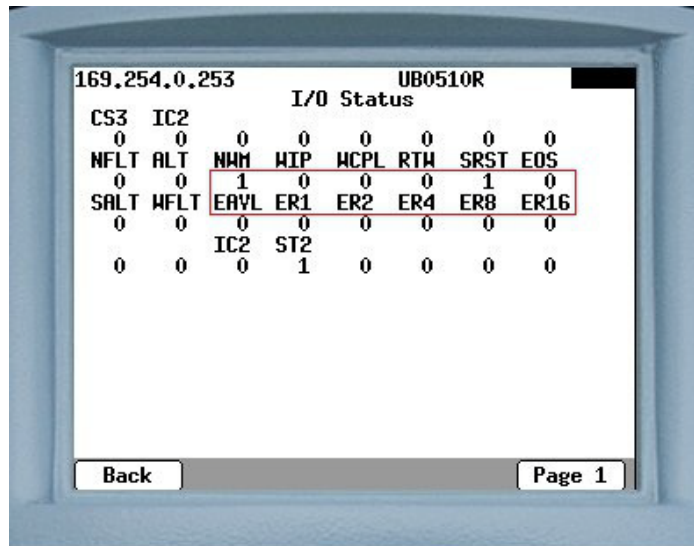 169.254.0.253 UB0510R
I/O Status
CS3 IC2
0 0 0 0 0 0 0 0
NFLT ALT NWM WIP WCPL RTW SRST EOS
0 0 1 0 0 0 1 0
SALT WFLT EAVL ER1 ER2 ER4 ER8 ER16
0 0 0 0 0 0 0 0
IC2 ST2
0 0 0 1 0 0 0 0
Back Page 1